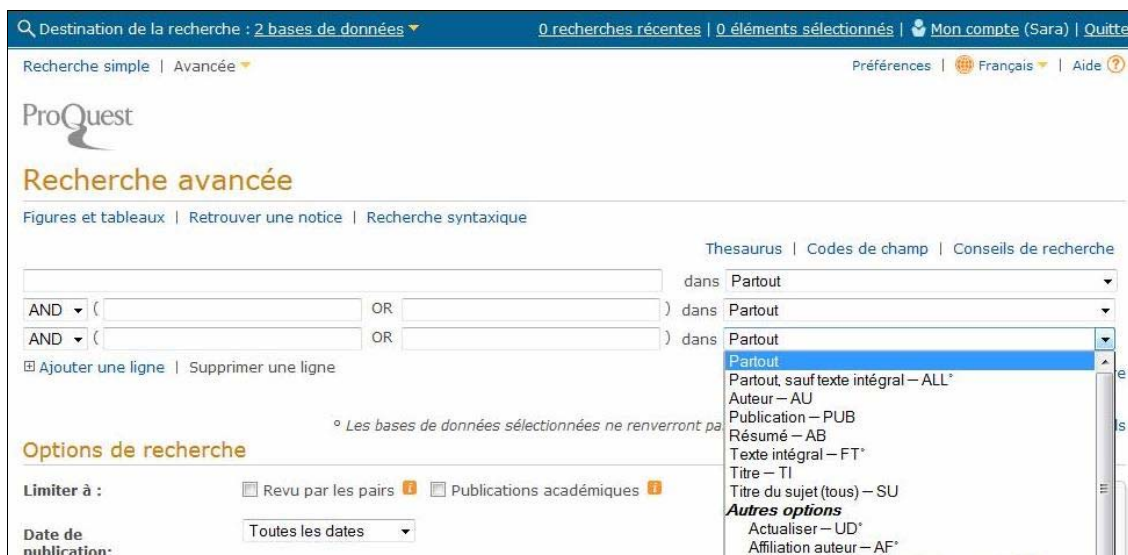 Destination de la recherche : 2 bases de données 0 recherches récentes | 0 éléments sélectionnés | Mon compte (Sara) | Quitte
Recherche simple | Avancée Préférences | Français | Aide ?
ProQuest
Recherche avancée
Figures et tableaux | Retrouver une notice | Recherche syntaxique
Thesaurus | Codes de champ | Conseils de recherche
dans Partout
AND ( OR ) dans Partout
AND ( OR ) dans Partout
Ajouter une ligne | Supprimer une ligne
Partout
Partout, sauf texte intégral – ALL°
Auteur – AU
Publication – PUB
Résumé – AB
Texte intégral – FT°
Titre – TI
Titre du sujet (tous) – SU
Autres options
Actualiser – UD°
Affiliation auteur – AF°
° Les bases de données sélectionnées ne renverront pa
Options de recherche
Limiter à : Revu par les pairs i Publications académiques i
Date de publication: Toutes les dates